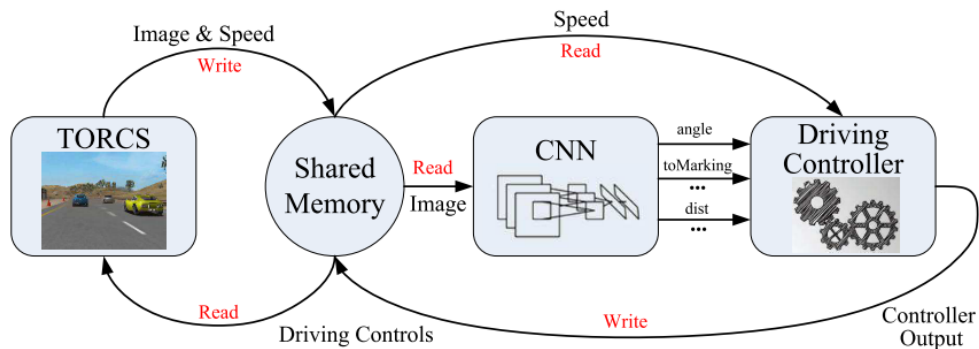 Image & Speed
Write
Speed
Read
TORCS
Shared
Memory
Read
Image
CNN
angle
toMarking
...
dist
...
Driving
Controller
Read
Driving Controls
Write
Controller
Output